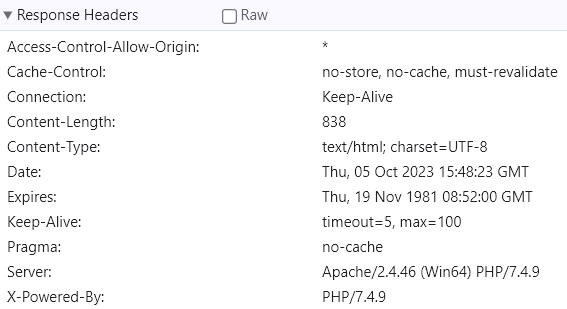 Response Headers Raw
Access-Control-Allow-Origin: *
Cache-Control: no-store, no-cache, must-revalidate
Connection: Keep-Alive
Content-Length: 838
Content-Type: text/html; charset=UTF-8
Date: Thu, 05 Oct 2023 15:48:23 GMT
Expires: Thu, 19 Nov 1981 08:52:00 GMT
Keep-Alive: timeout=5, max=100
Pragma: no-cache
Server: Apache/2.4.46 (Win64) PHP/7.4.9
X-Powered-By: PHP/7.4.9